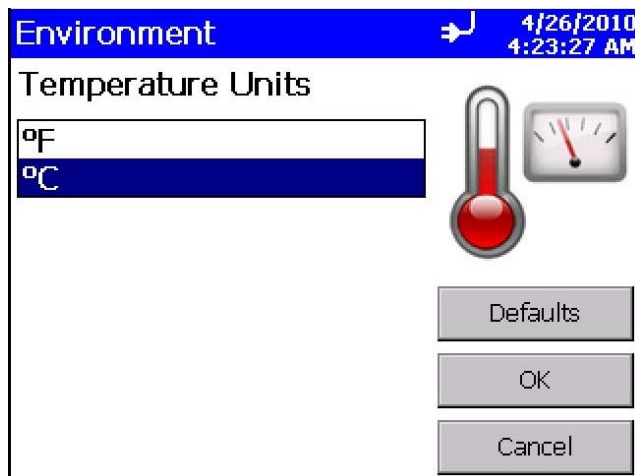 Environment
4/26/2010
4:23:27 AM
Temperature Units
ºF
ºC
Defaults
OK
Cancel